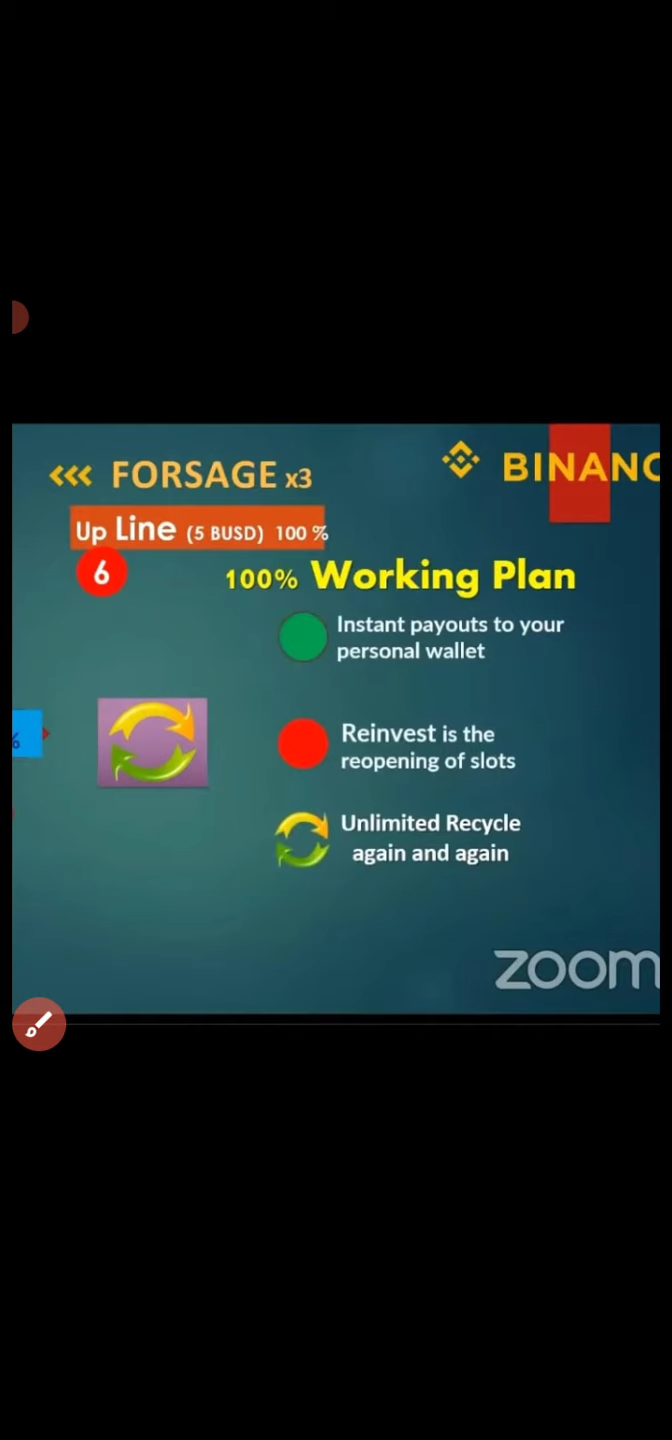 <<< FORSAGE x3
BINANC
Up Line (5 BUSD) 100 %
6
100% Working Plan
Instant payouts to your
personal wallet
%
Reinvest is the
reopening of slots
Unlimited Recycle
again and again
zoom